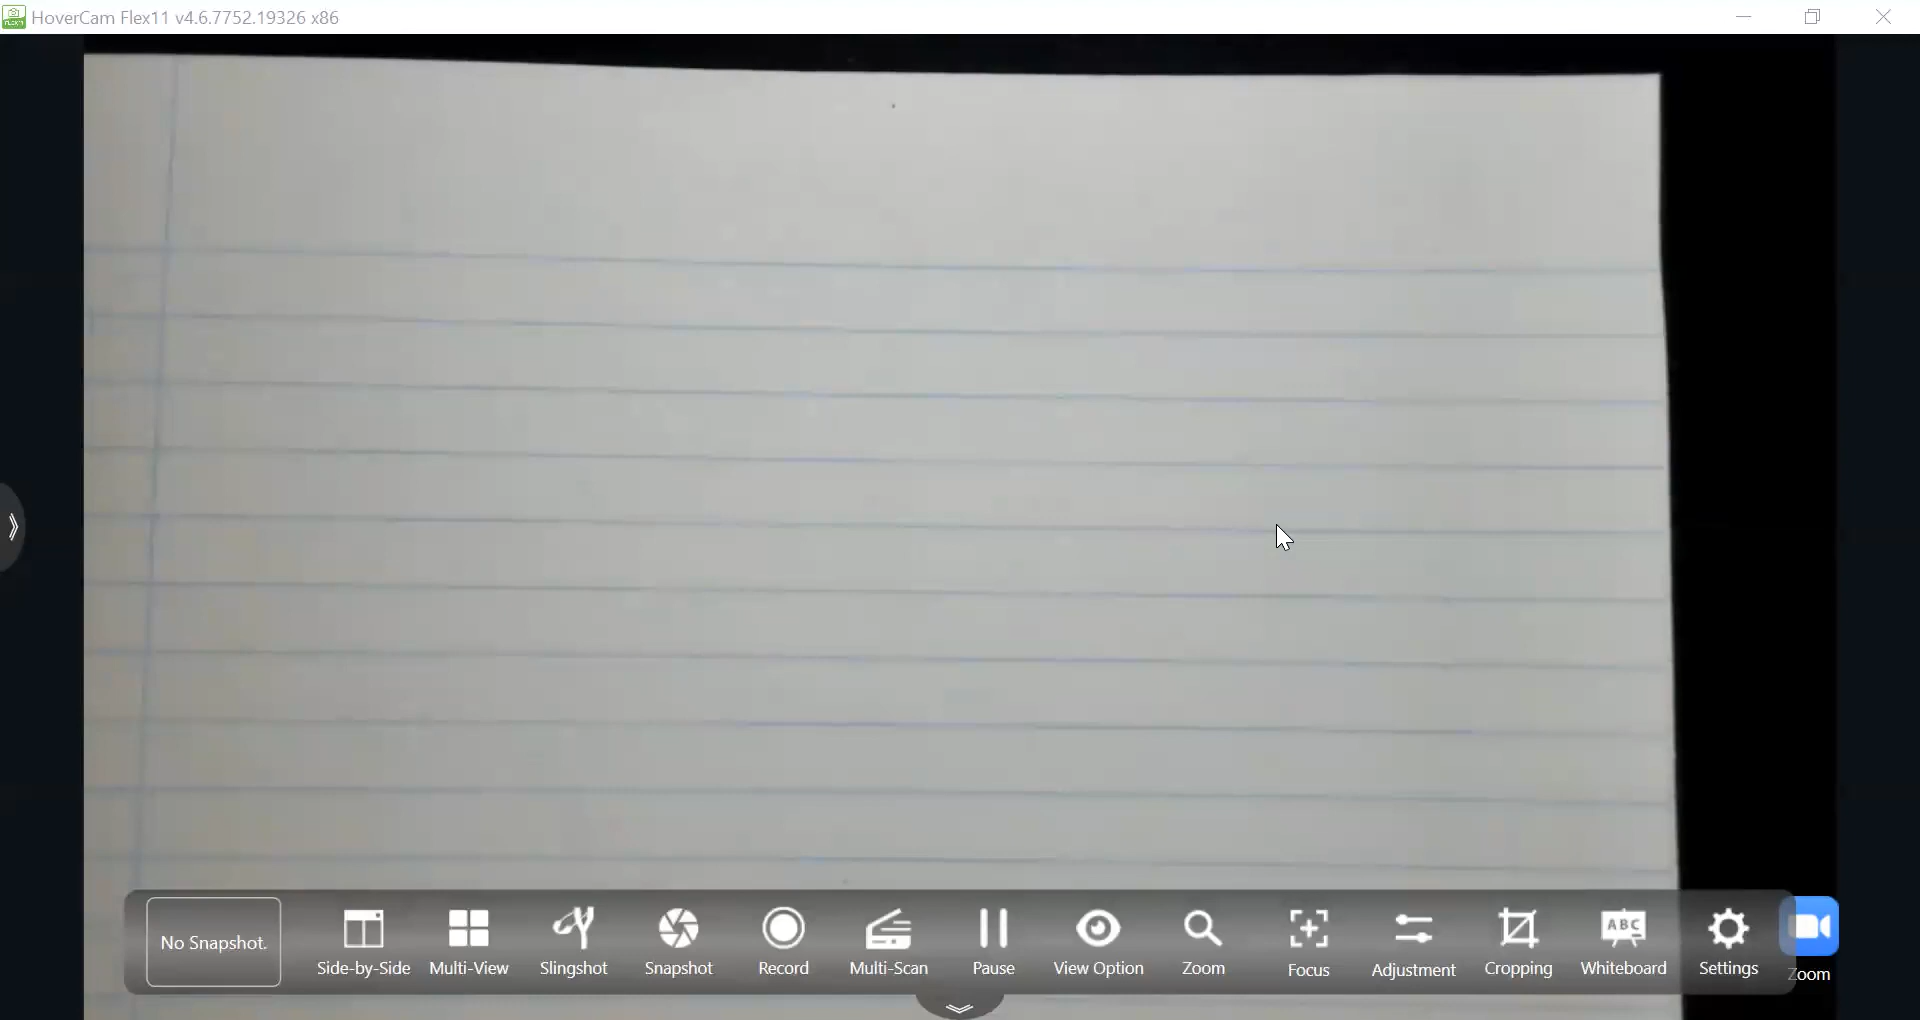 HoverCam Flex11 v4.6.7752.19326 x86
No Snapshot.
Side-by-Side
Multi-View
Slingshot
Snapshot
Record
Multi-Scan
Pause
View Option
Zoom
Focus
Adjustment
Cropping
ABC
Whiteboard
Settings
Zoom